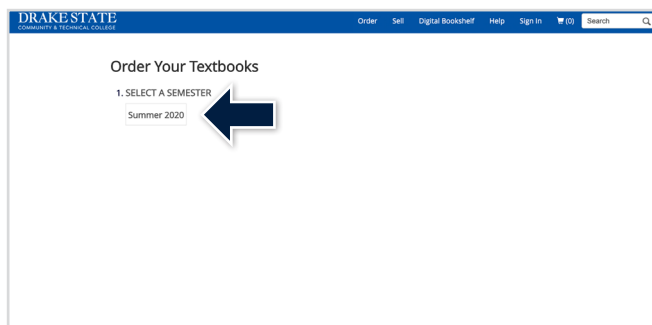 DRAKE STATE
COMMUNITY & TECHNICAL COLLEGE
Order Sell Digital Bookshelf Help Sign In (0) Search
Order Your Textbooks
1. SELECT A SEMESTER
Summer 2020